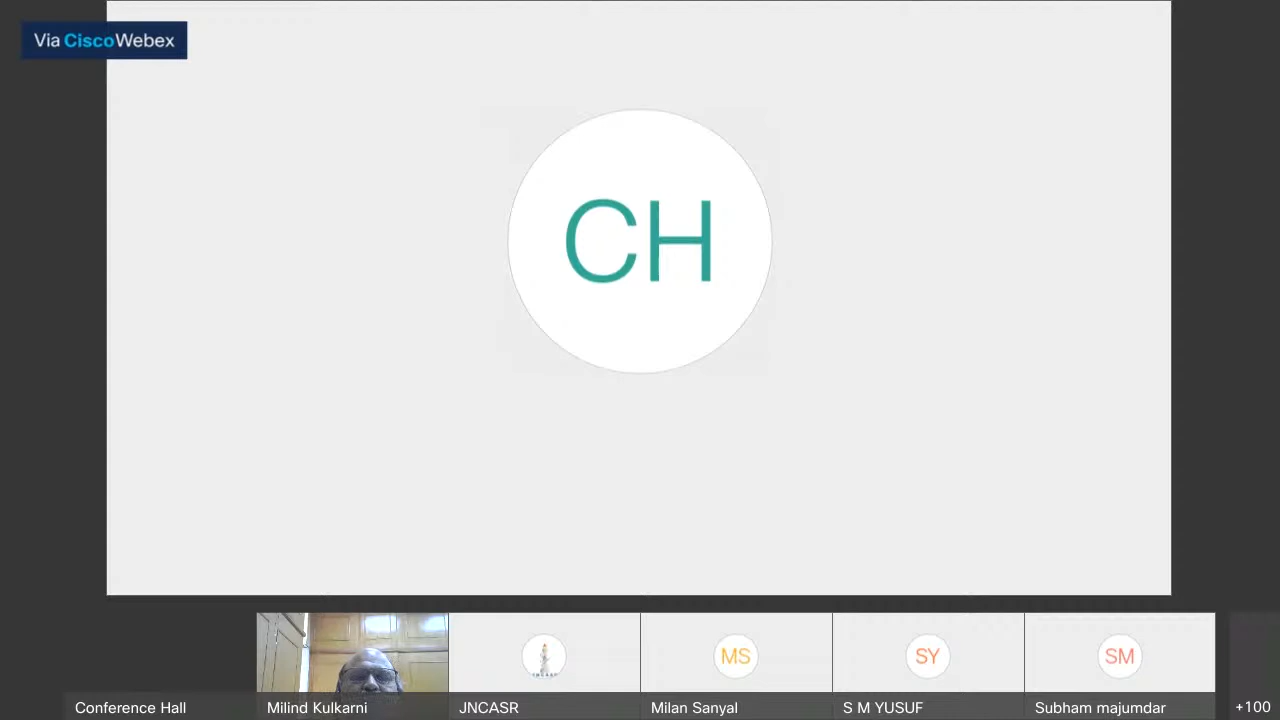 Via CiscoWebex
CH
MS
SY
SM
Conference Hall
Milind Kulkarni
JNCASR
Milan Sanyal
S M YUSUF
Subham majumdar
+100